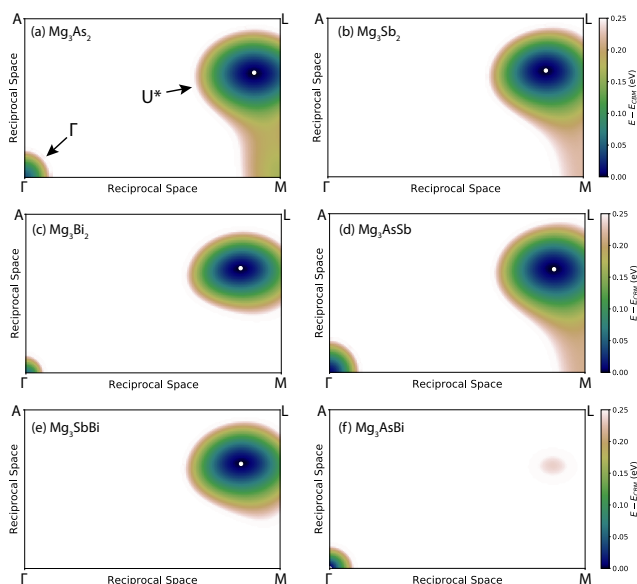 A L
(a) Mg3As2
U*
Γ
Reciprocal Space
Γ Reciprocal Space M
A L
(b) Mg3Sb2
Reciprocal Space
Γ Reciprocal Space M
0.25
0.20
0.15
0.10
0.05
0.00
E − ECBM (eV)
A L
(c) Mg3Bi2
Reciprocal Space
Γ Reciprocal Space M
A L
(d) Mg3AsSb
Reciprocal Space
Γ Reciprocal Space M
0.25
0.20
0.15
0.10
0.05
0.00
E − ECBM (eV)
A L
(e) Mg3SbBi
Reciprocal Space
Γ Reciprocal Space M
A L
(f) Mg3AsBi
Reciprocal Space
Γ Reciprocal Space M
0.25
0.20
0.15
0.10
0.05
0.00
E − ECBM (eV)